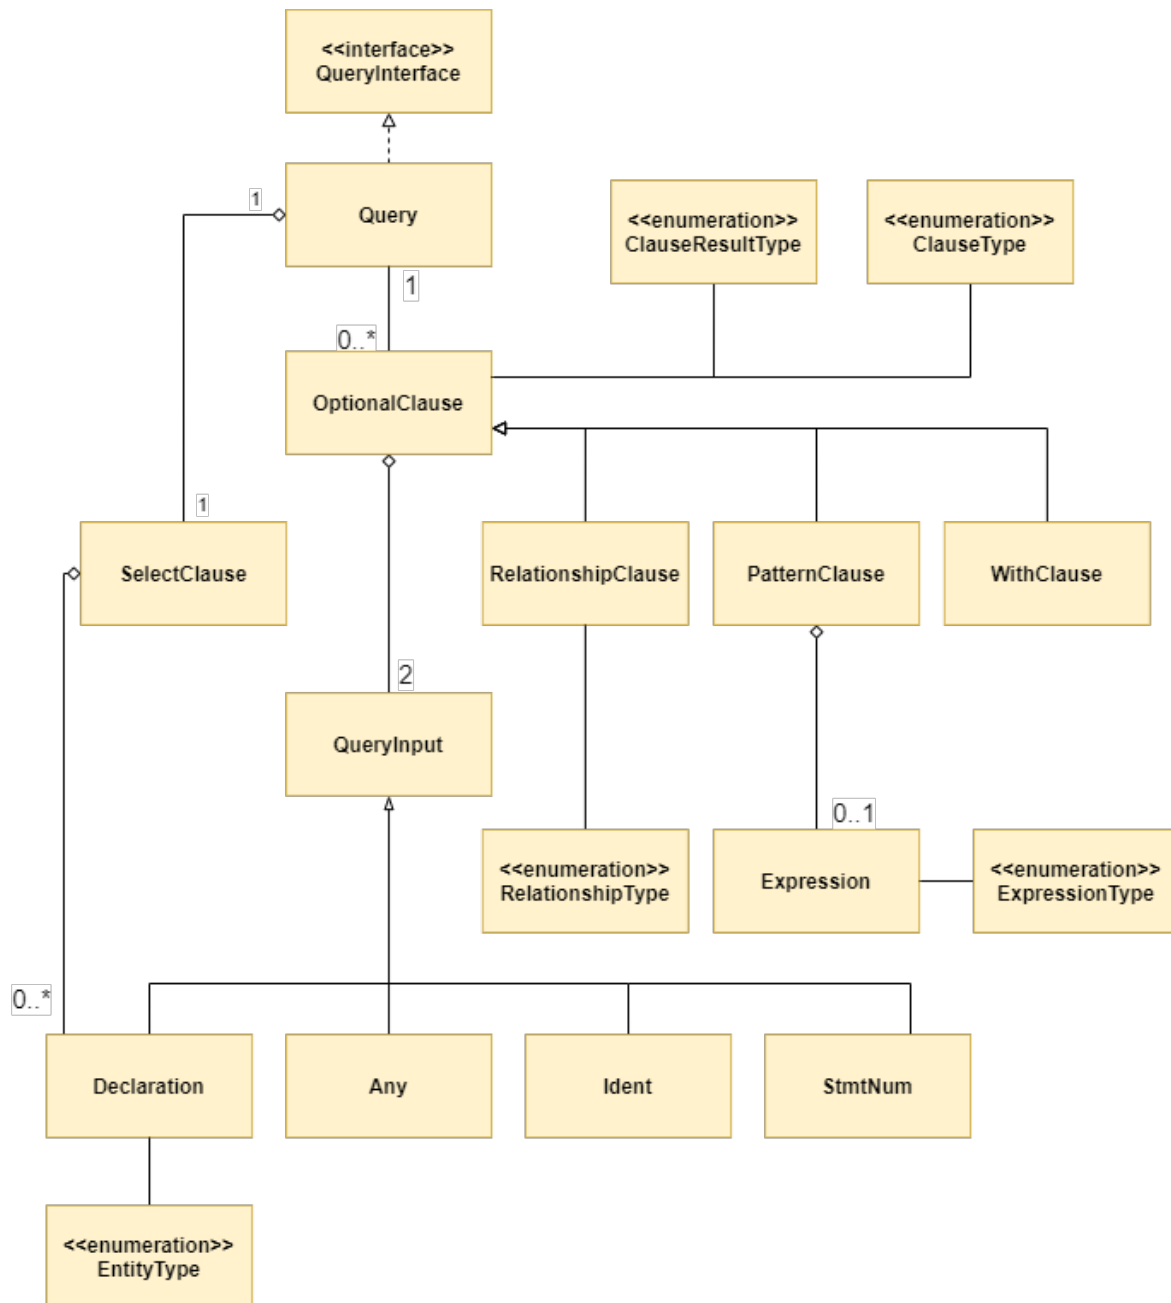 <<interface>>
QueryInterface
1
Query
<<enumeration>>
ClauseResultType
<<enumeration>>
ClauseType
1
0..*
OptionalClause
1
SelectClause
RelationshipClause
PatternClause
WithClause
2
QueryInput
0..1
<<enumeration>>
RelationshipType
Expression
<<enumeration>>
ExpressionType
0..*
Declaration
Any
Ident
StmtNum
<<enumeration>>
EntityType